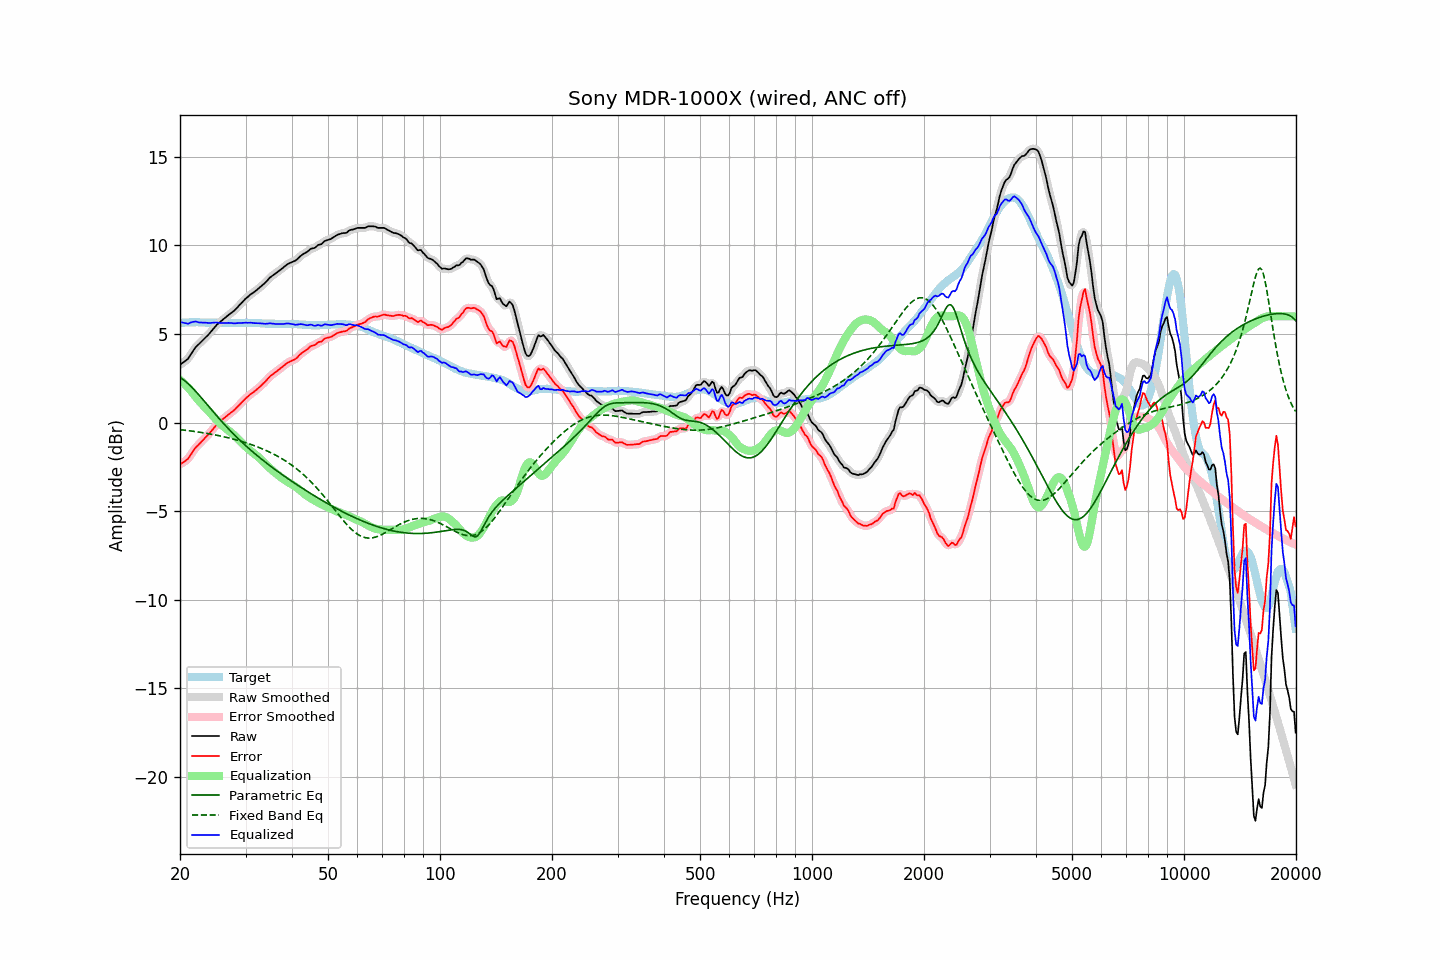 Sony MDR-1000X (wired, ANC off)
Amplitude (dBr)
15
10
5
0
−5
−10
−15
−20
Target
Raw Smoothed
Error Smoothed
Raw
Error
Equalization
Parametric Eq
Fixed Band Eq
Equalized
20 50 100 200 500 1000 2000 5000 10000 20000
Frequency (Hz)